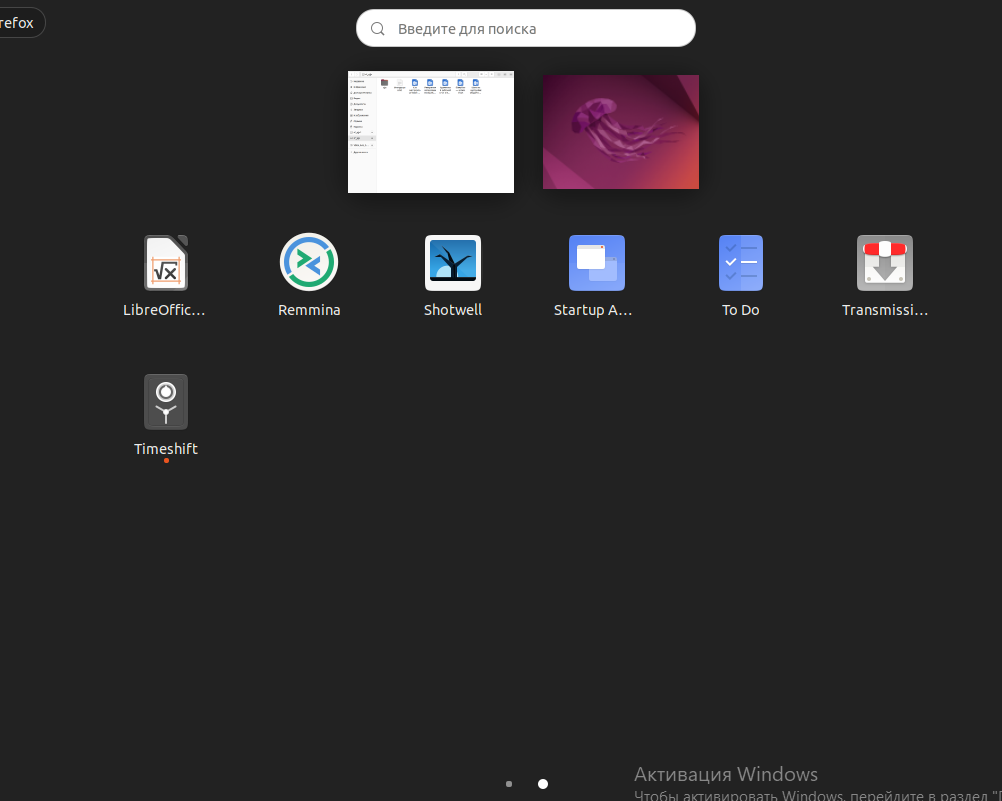 refox
Введите для поиска
LibreOffic...
Remmina
Shotwell
Startup A...
To Do
Transmissi...
Timeshift
Активация Windows
Чтобы активировать Windows, перейдите в раздел "П